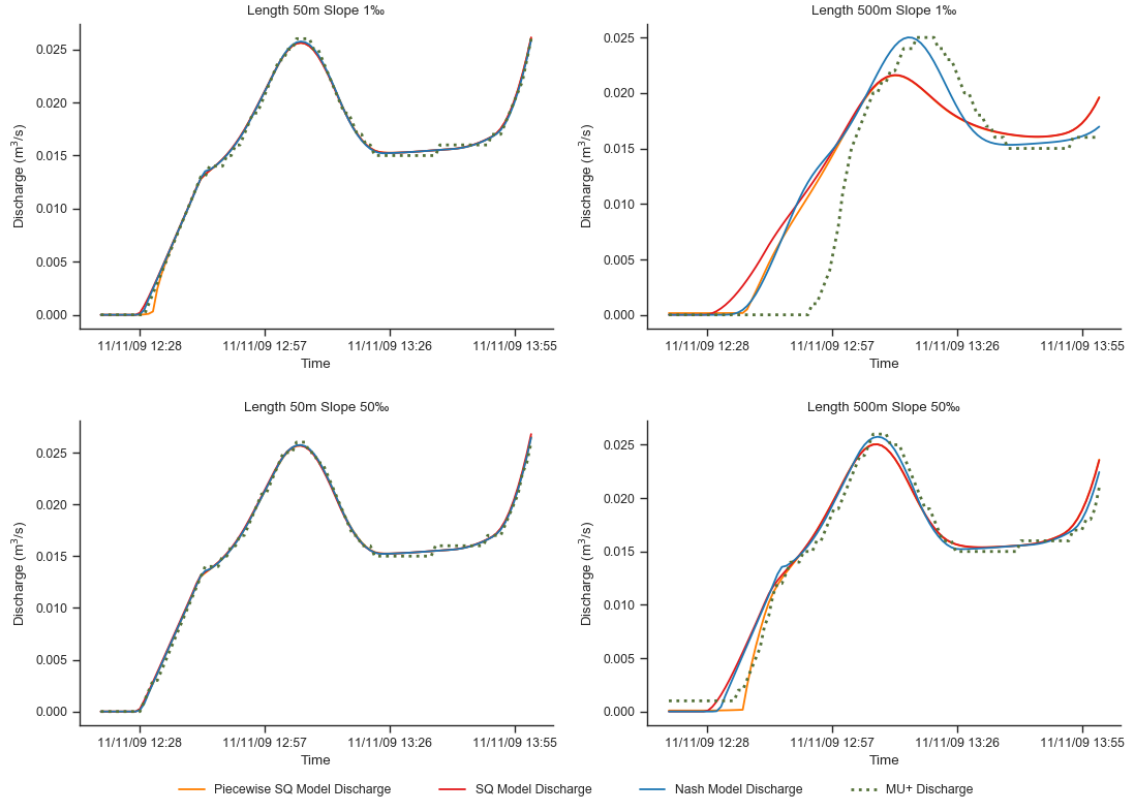 Length 50m Slope 1‰
Discharge (m³/s)
0.025
0.020
0.015
0.010
0.005
0.000
11/11/09 12:28 11/11/09 12:57 11/11/09 13:26 11/11/09 13:55
Time
Length 500m Slope 1‰
Discharge (m³/s)
0.025
0.020
0.015
0.010
0.005
0.000
11/11/09 12:28 11/11/09 12:57 11/11/09 13:26 11/11/09 13:55
Time
Length 50m Slope 50‰
Discharge (m³/s)
0.025
0.020
0.015
0.010
0.005
0.000
11/11/09 12:28 11/11/09 12:57 11/11/09 13:26 11/11/09 13:55
Time
Length 500m Slope 50‰
Discharge (m³/s)
0.025
0.020
0.015
0.010
0.005
0.000
11/11/09 12:28 11/11/09 12:57 11/11/09 13:26 11/11/09 13:55
Time
Piecewise SQ Model Discharge SQ Model Discharge Nash Model Discharge MU+ Discharge